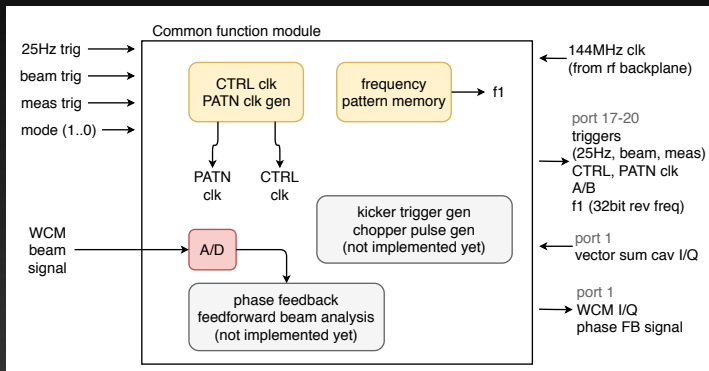 Common function module
25Hz trig
beam trig
meas trig
mode (1..0)
CTRL clk
PATN clk gen
frequency
pattern memory
f1
PATN
clk
CTRL
clk
144MHz clk
(from rf backplane)
port 17-20
triggers
(25Hz, beam, meas)
CTRL, PATN clk
A/B
f1 (32bit rev freq)
kicker trigger gen
chopper pulse gen
(not implemented yet)
WCM
beam
signal
A/D
port 1
vector sum cav I/Q
phase feedback
feedforward beam analysis
(not implemented yet)
port 1
WCM I/Q
phase FB signal